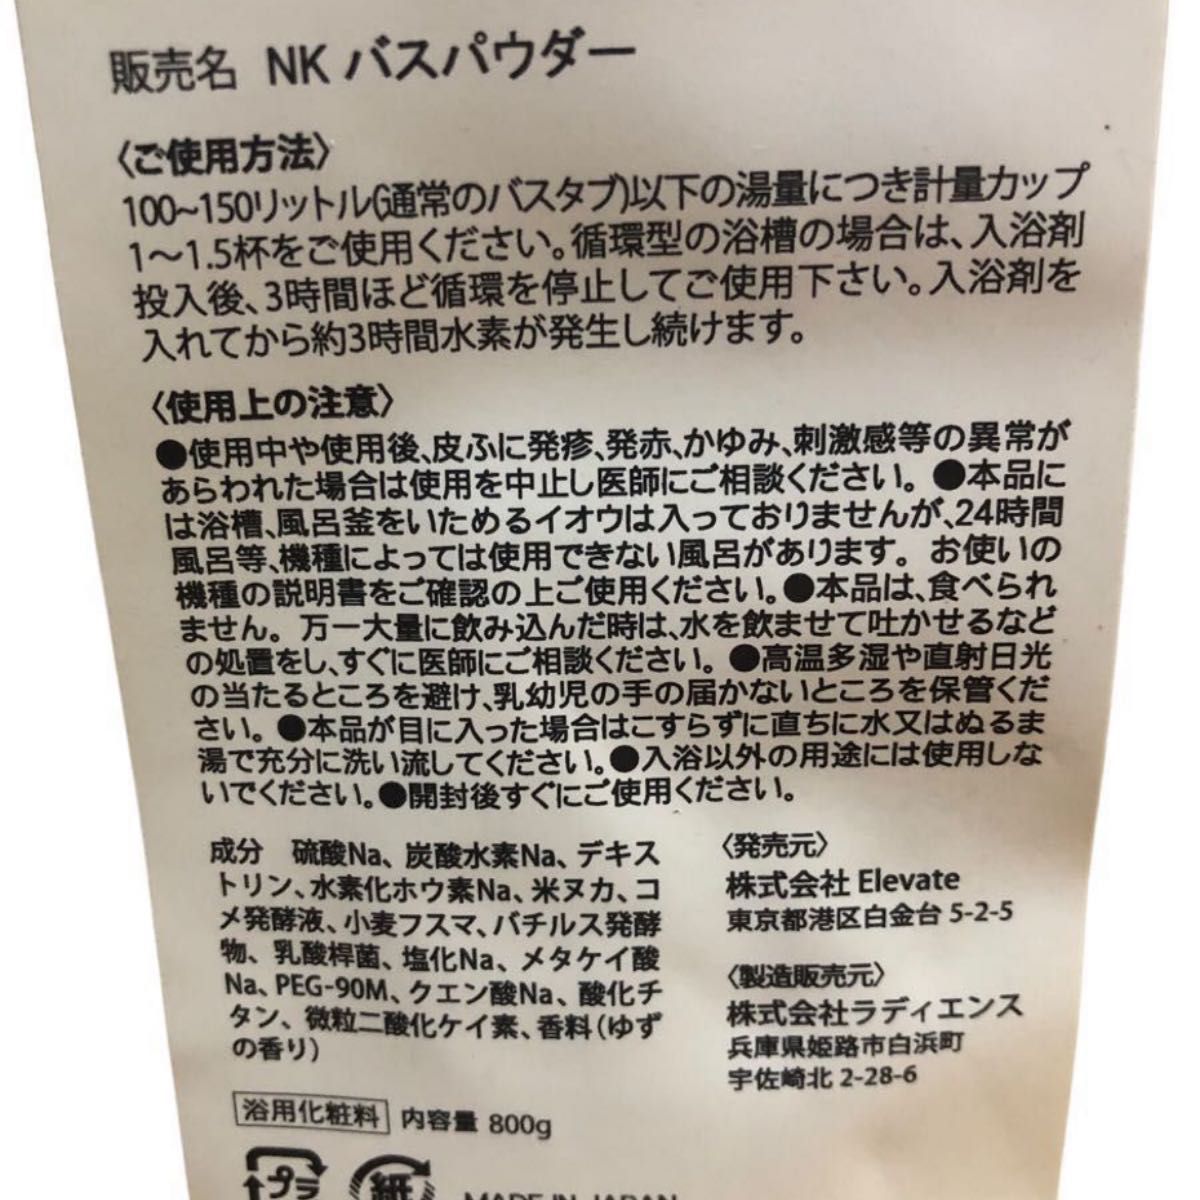 販売名 NK バスパウダー
〈ご使用方法〉
100~150リットルG通常のバスタブ)以下の湯量につき計量カップ
1〜1.5杯をご使用ください。循環型の浴槽の場合は、入浴剤
投入後、3時間ほど循環を停止してご使用下さい。入浴剤を
入れてから約3時間水素が発生し続けます。
〈使用上の注意〉
●使用中や使用後、皮ふに発疹、発赤、かゆみ、刺激感等の異常が
あらわれた場合は使用を中止し医師にご相談ください。●本品に
は浴槽、風呂釜をいためるイオウは入っておりませんが、24時間
風呂等、機種によっては使用できない風呂があります。お使いの
機種の説明書をご確認の上ご使用ください。●本品は、食べられ
ません。万一大量に飲み込んだ時は、水を飲ませて吐かせるなど
の処置をし、すぐに医師にご相談ください。●高温多湿や直射日光
の当たるところを避け、乳幼児の手の届かないところを保管くだ
さい。●本品が目に入った場合はこすらずに直ちに水又はぬるま
湯で充分に洗い流してください。●入浴以外の用途には使用しな
いでください。●開封後すぐにご使用ください。
成分 硫酸Na、炭酸水素Na、デキス
トリン、水素化ホウ素Na、米ヌカ、コ
メ発酵液、小麦フスマ、バチルス発酵
物、乳酸桿菌、塩化Na、メタケイ酸
Na、PEG-90M、クエン酸Na、酸化チ
タン、微粒二酸化ケイ素、香料(ゆず
の香り)
〈発売元〉
株式会社 Elevate
東京都港区白金台 5-2-5
〈製造販売元〉
株式会社ラディエンス
兵庫県姫路市白浜町
宇佐崎北 2-28-6
浴用化粧料 内容量 800g
プラ 紙 MADE IN JAPAN